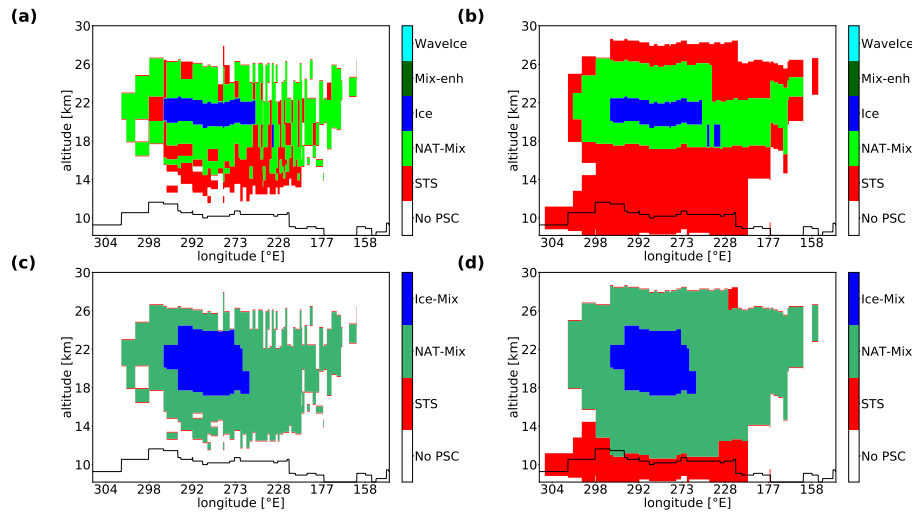 (a)
30
26
22
18
14
10
altitude [km]
304 298 292 273 228 177 158
longitude [°E]
WaveIce
Mix-enh
Ice
NAT-Mix
STS
No PSC
(b)
30
26
22
18
14
10
altitude [km]
304 298 292 273 228 177 158
longitude [°E]
WaveIce
Mix-enh
Ice
NAT-Mix
STS
No PSC
(c)
30
26
22
18
14
10
altitude [km]
304 298 292 273 228 177 158
longitude [°E]
Ice-Mix
NAT-Mix
STS
No PSC
(d)
30
26
22
18
14
10
altitude [km]
304 298 292 273 228 177 158
longitude [°E]
Ice-Mix
NAT-Mix
STS
No PSC